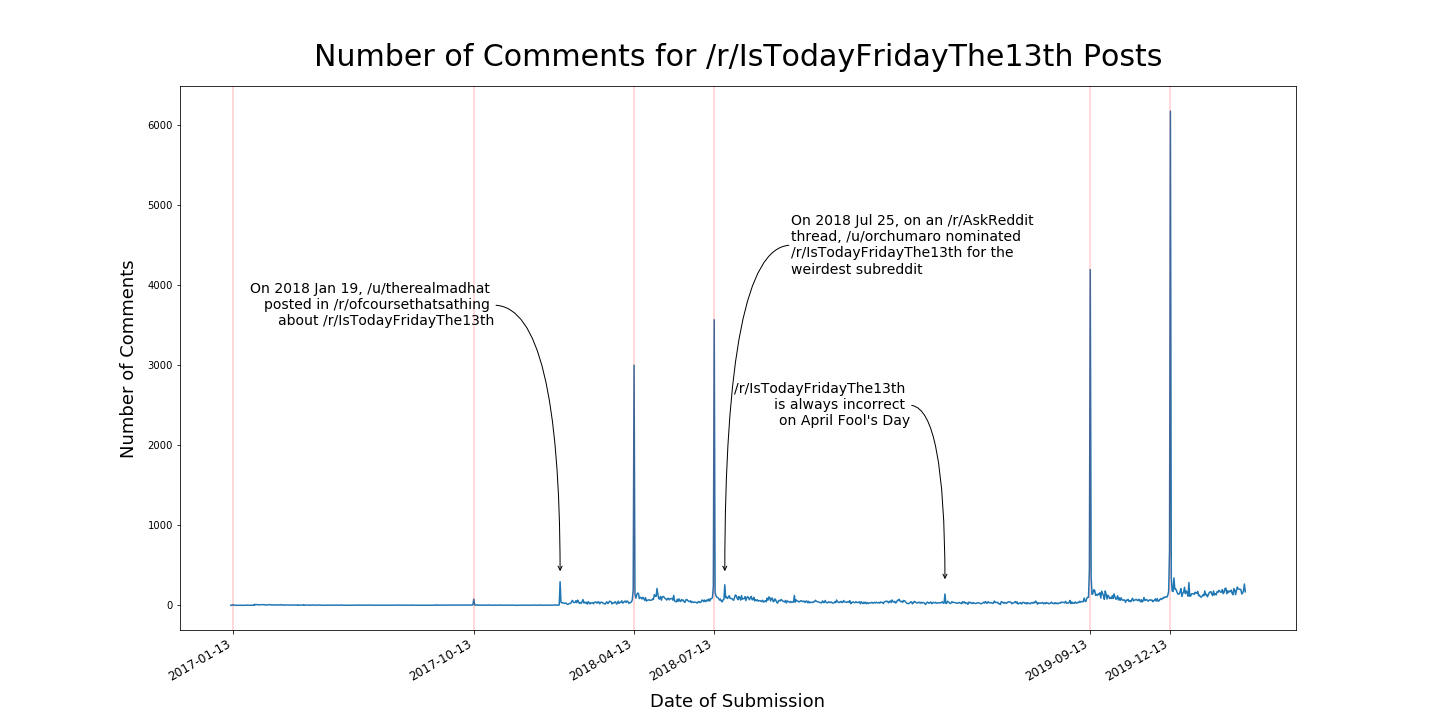 Number of Comments for /r/IsTodayFridayThe13th Posts
Number of Comments
6000
5000
4000
3000
2000
1000
0
On 2018 Jan 19, /u/therealmadhat
posted in /r/ofcoursethatsathing
about /r/IsTodayFridayThe13th
On 2018 Jul 25, on an /r/AskReddit
thread, /u/orchumaro nominated
/r/IsTodayFridayThe13th for the
weirdest subreddit
/r/IsTodayFridayThe13th
is always incorrect
on April Fool's Day
2017-01-13
2017-10-13
2018-04-13
2018-07-13
2019-09-13
2019-12-13
Date of Submission